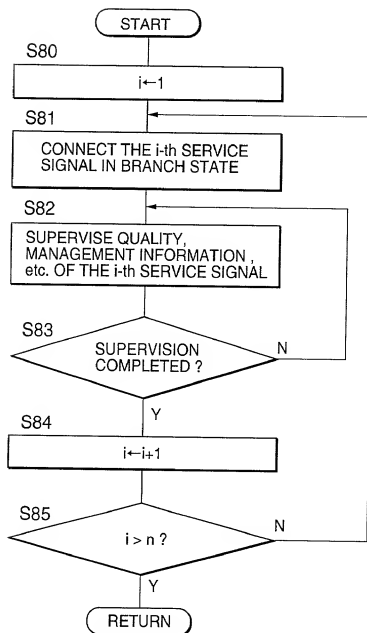 START
S80
i←1
S81
CONNECT THE i-th SERVICE
SIGNAL IN BRANCH STATE
S82
SUPERVISE QUALITY,
MANAGEMENT INFORMATION ,
etc. OF THE i-th SERVICE SIGNAL
S83
SUPERVISION
COMPLETED ?
N
Y
S84
i←i+1
S85
i > n ?
N
Y
RETURN